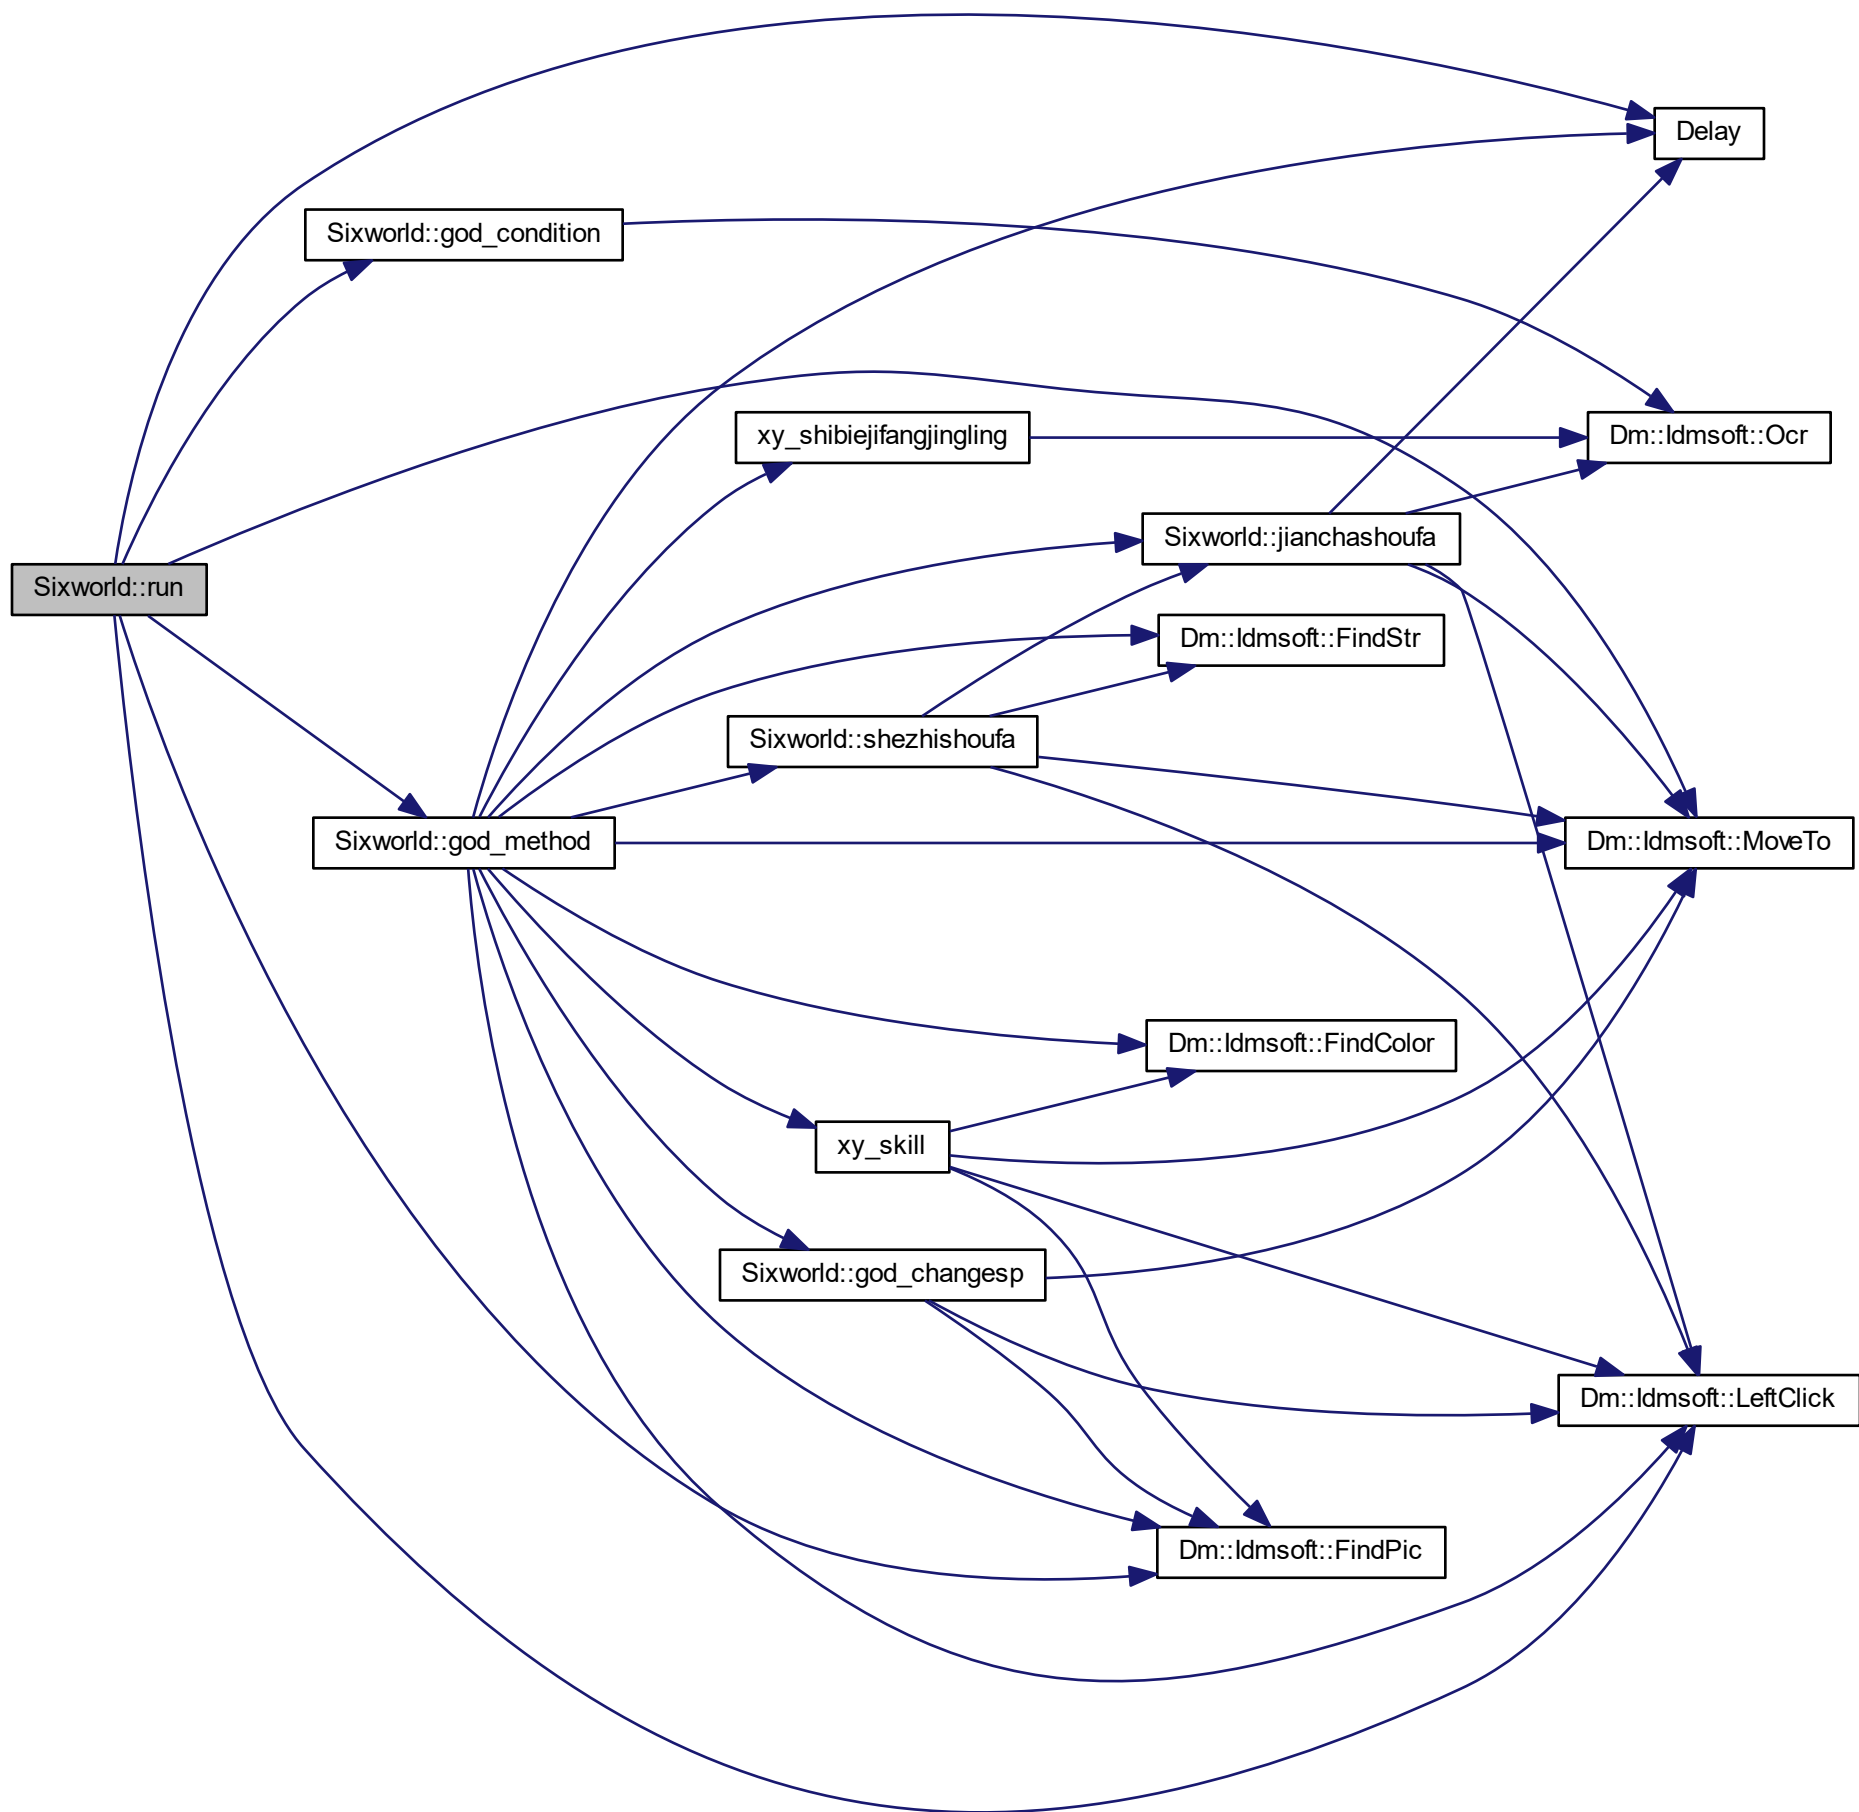 Delay
Sixworld::god_condition
xy_shibiejifangjingling
Dm::Idmsoft::Ocr
Sixworld::jianchashoufa
Sixworld::run
Dm::Idmsoft::FindStr
Sixworld::shezhishoufa
Sixworld::god_method
Dm::Idmsoft::MoveTo
Dm::Idmsoft::FindColor
xy_skill
Sixworld::god_changesp
Dm::Idmsoft::LeftClick
Dm::Idmsoft::FindPic